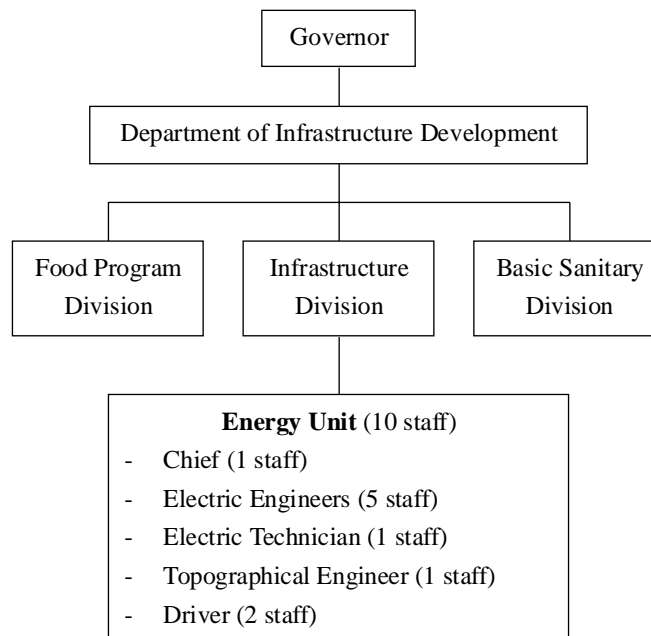 Governor
Department of Infrastructure Development
Food Program
Division
Infrastructure
Division
Basic Sanitary
Division
Energy Unit (10 staff)
- Chief (1 staff)
- Electric Engineers (5 staff)
- Electric Technician (1 staff)
- Topographical Engineer (1 staff)
- Driver (2 staff)